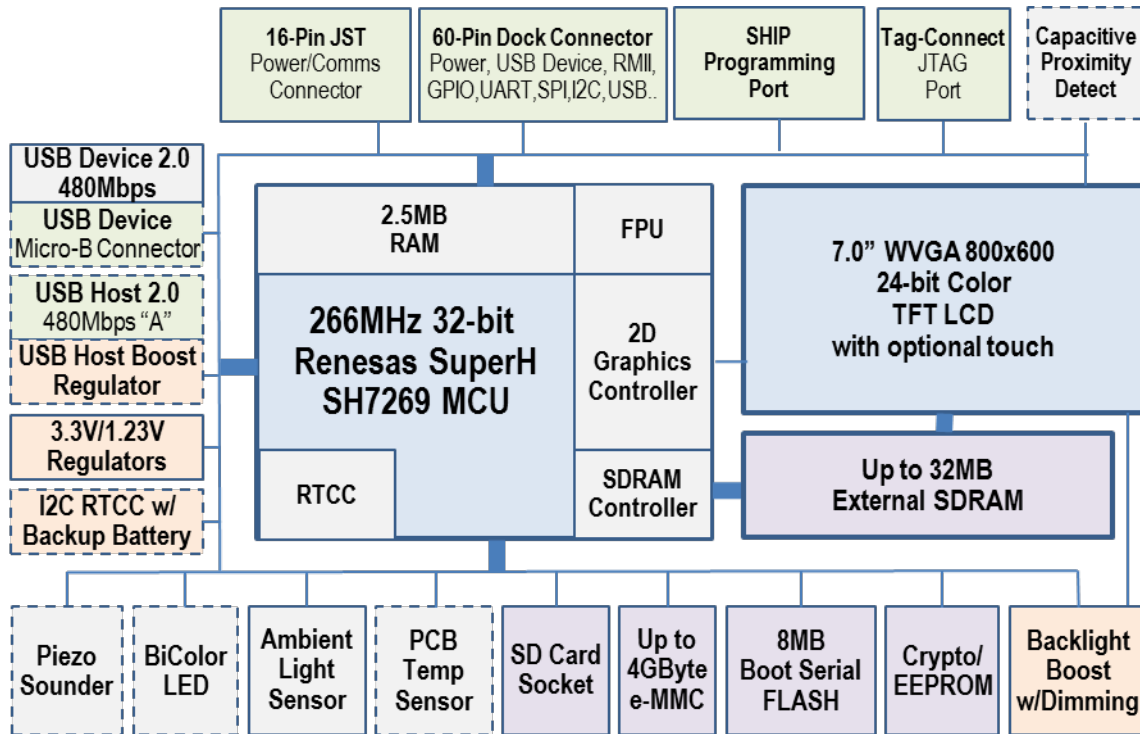 16-Pin JST
Power/Comms
Connector
60-Pin Dock Connector
Power, USB Device, RMII,
GPIO,UART,SPI,I2C,USB..
SHIP
Programming
Port
Tag-Connect
JTAG
Port
Capacitive
Proximity
Detect
USB Device 2.0
480Mbps
USB Device
Micro-B Connector
USB Host 2.0
480Mbps “A”
USB Host Boost
Regulator
3.3V/1.23V
Regulators
I2C RTCC w/
Backup Battery
2.5MB
RAM
FPU
266MHz 32-bit
Renesas SuperH
SH7269 MCU
2D
Graphics
Controller
RTCC
SDRAM
Controller
7.0” WVGA 800x600
24-bit Color
TFT LCD
with optional touch
Up to 32MB
External SDRAM
Piezo
Sounder
BiColor
LED
Ambient
Light
Sensor
PCB
Temp
Sensor
SD Card
Socket
Up to
4GByte
e-MMC
8MB
Boot Serial
FLASH
Crypto/
EEPROM
Backlight
Boost
w/Dimming